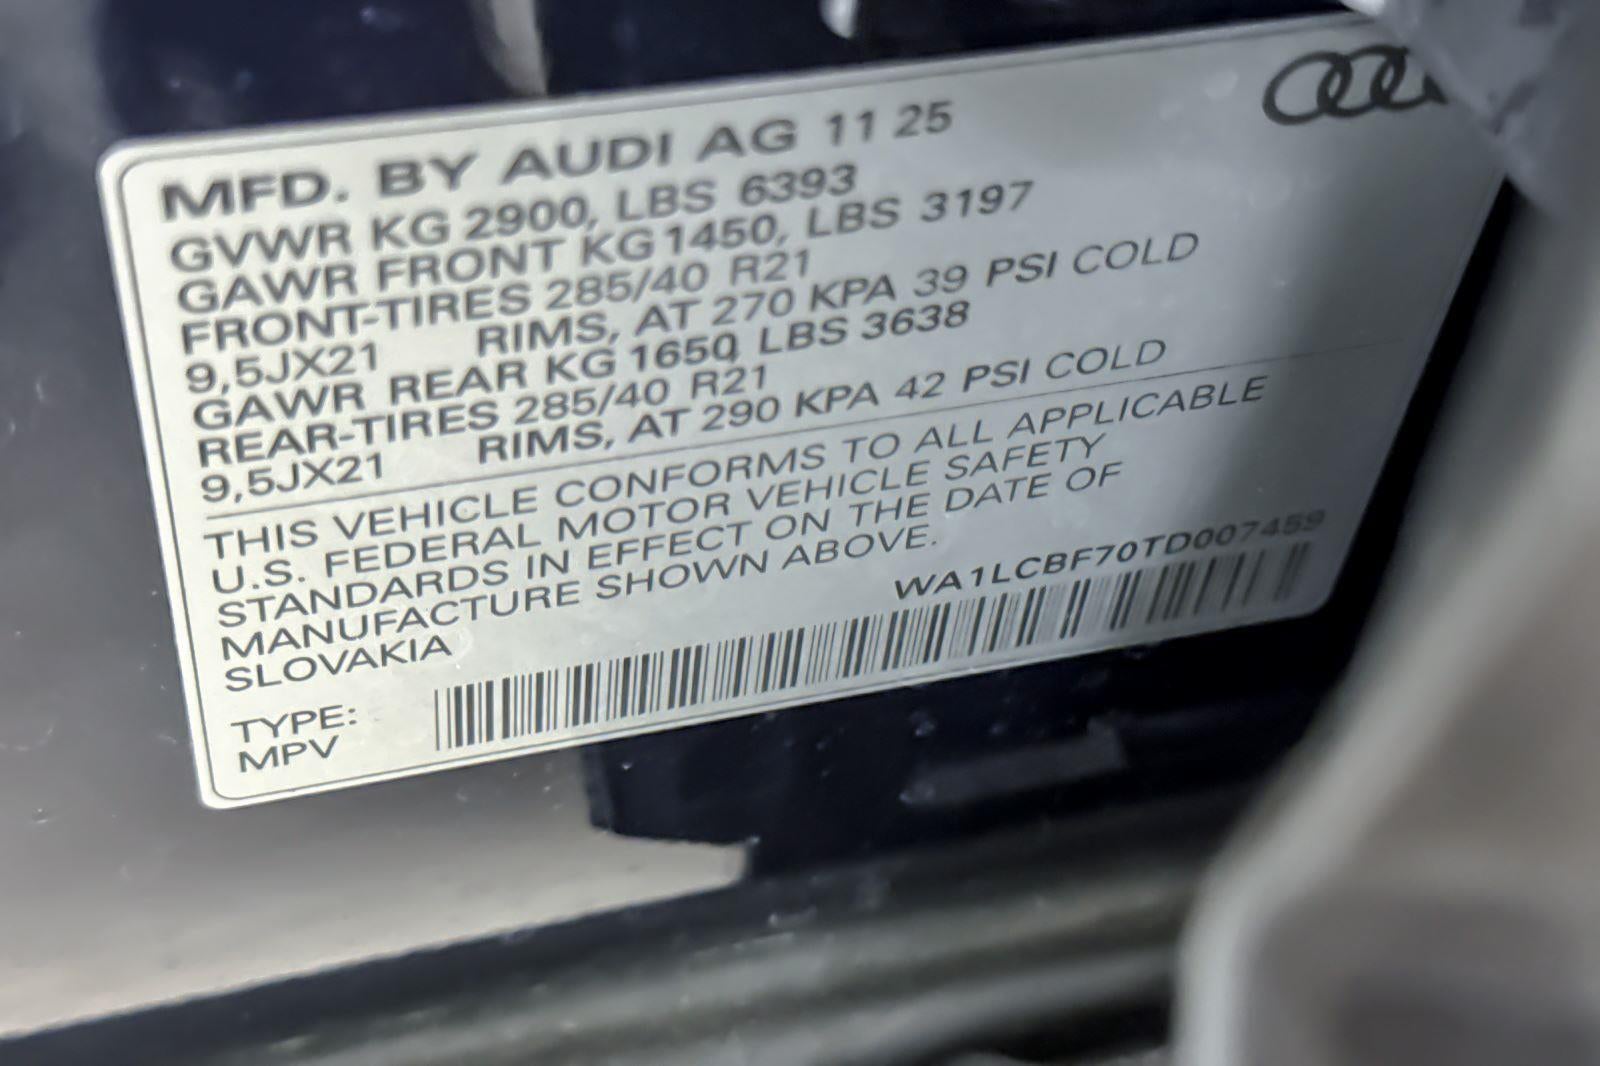 MFD. BY AUDI AG 11 25
GVWR KG 2900, LBS 6393
GAWR FRONT KG 1450, LBS 3197
FRONT-TIRES 285/40 R21
9,5JX21 RIMS, AT 270 KPA 39 PSI COLD
GAWR REAR KG 1650, LBS 3638
REAR-TIRES 285/40 R21
9,5JX21 RIMS, AT 290 KPA 42 PSI COLD
THIS VEHICLE CONFORMS TO ALL APPLICABLE
U.S. FEDERAL MOTOR VEHICLE SAFETY
STANDARDS IN EFFECT ON THE DATE OF
MANUFACTURE SHOWN ABOVE.
SLOVAKIA
WA1LCBF70TD007459
TYPE:
MPV